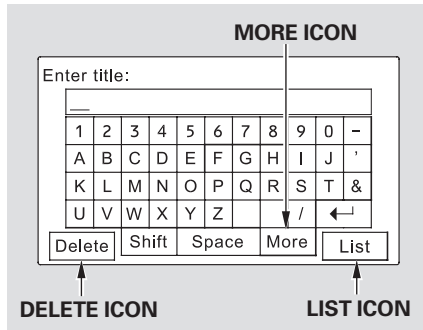 MORE ICON
Enter title:
1 2 3 4 5 6 7 8 9 0 –
A B C D E F G H I J ’
K L M N O P Q R S T &
U V W X Y Z /
Delete Shift Space More List
DELETE ICON LIST ICON